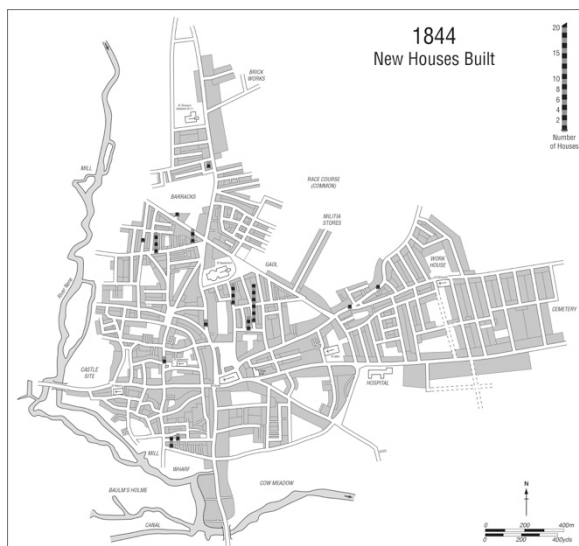 1844
New Houses Built
20
15
10
8
6
4
2
Number
of Houses
BRICK
WORKS
MILL
RACE COURSE
(COMMON)
BARRACKS
MILITIA
STORES
GAOL
WORK
HOUSE
River Nene
CEMETERY
CASTLE
SITE
HOSPITAL
MILL
WHARF
COW MEADOW
BAULM'S HOLME
CANAL
N
0 200 400m
0 200 400yds